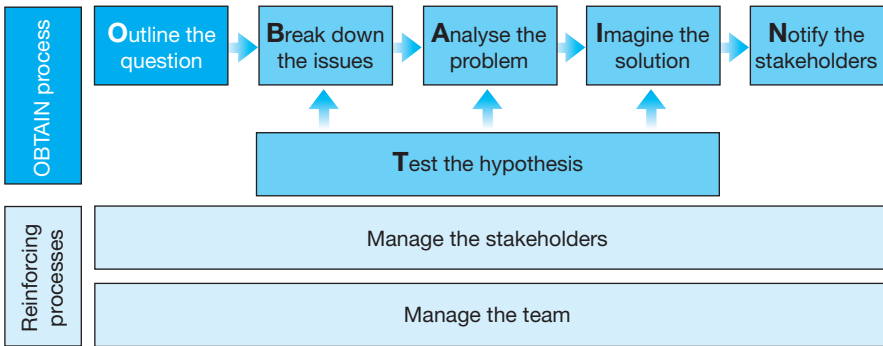 OBTAIN process
Outline the
question
Break down
the issues
Analyse the
problem
Imagine the
solution
Notify the
stakeholders
Test the hypothesis
Reinforcing
processes
Manage the stakeholders
Manage the team